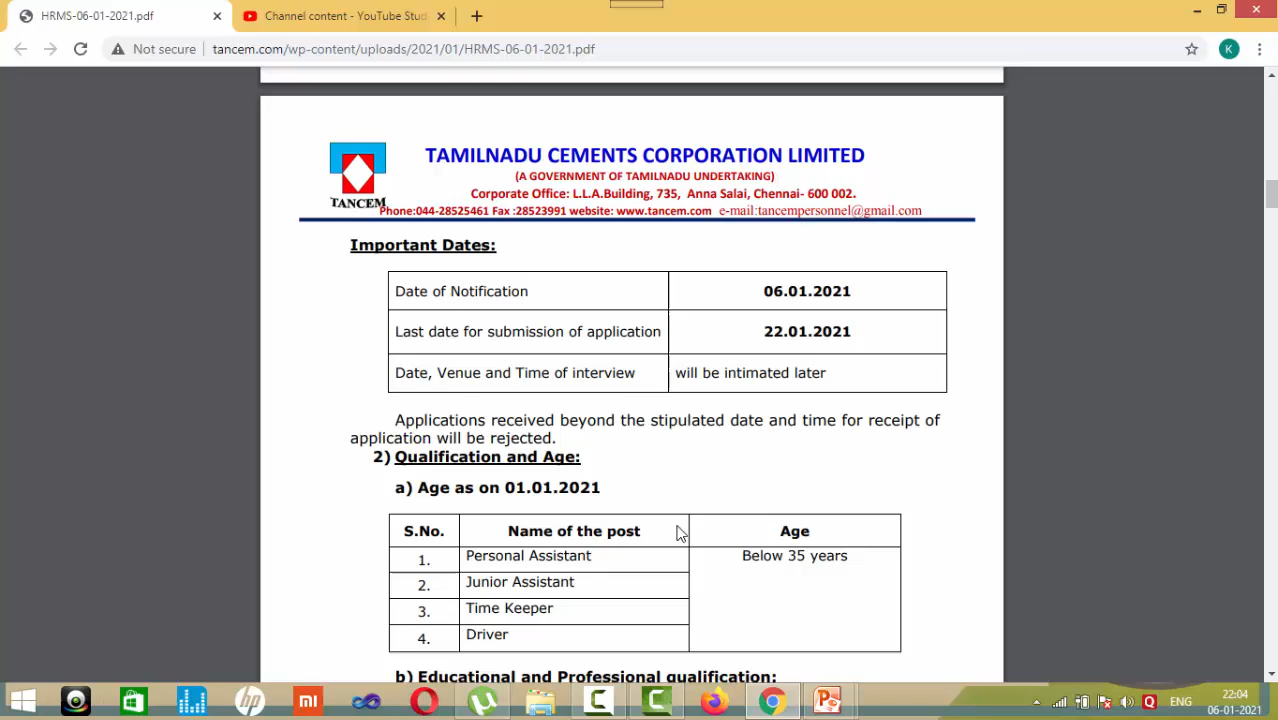 HRMS-06-01-2021.pdf
Channel content - YouTube Stud
Not secure
tancem.com/wp-content/uploads/2021/01/HRMS-06-01-2021.pdf
K
TANCEM
TAMILNADU CEMENTS CORPORATION LIMITED
(A GOVERNMENT OF TAMILNADU UNDERTAKING)
Corporate Office: L.L.A.Building, 735, Anna Salai, Chennai- 600 002.
Phone:044-28525461 Fax :28523991 website: www.tancem.com e-mail:tancempersonnel@gmail.com
Important Dates:
Date of Notification 06.01.2021
Last date for submission of application 22.01.2021
Date, Venue and Time of interview will be intimated later
Applications received beyond the stipulated date and time for receipt of
application will be rejected.
2) Qualification and Age:
a) Age as on 01.01.2021
S.No. Name of the post Age
1. Personal Assistant Below 35 years
2. Junior Assistant
3. Time Keeper
4. Driver
b) Educational and Professional qualification:
hp
mi
ENG
22:04
06-01-2021